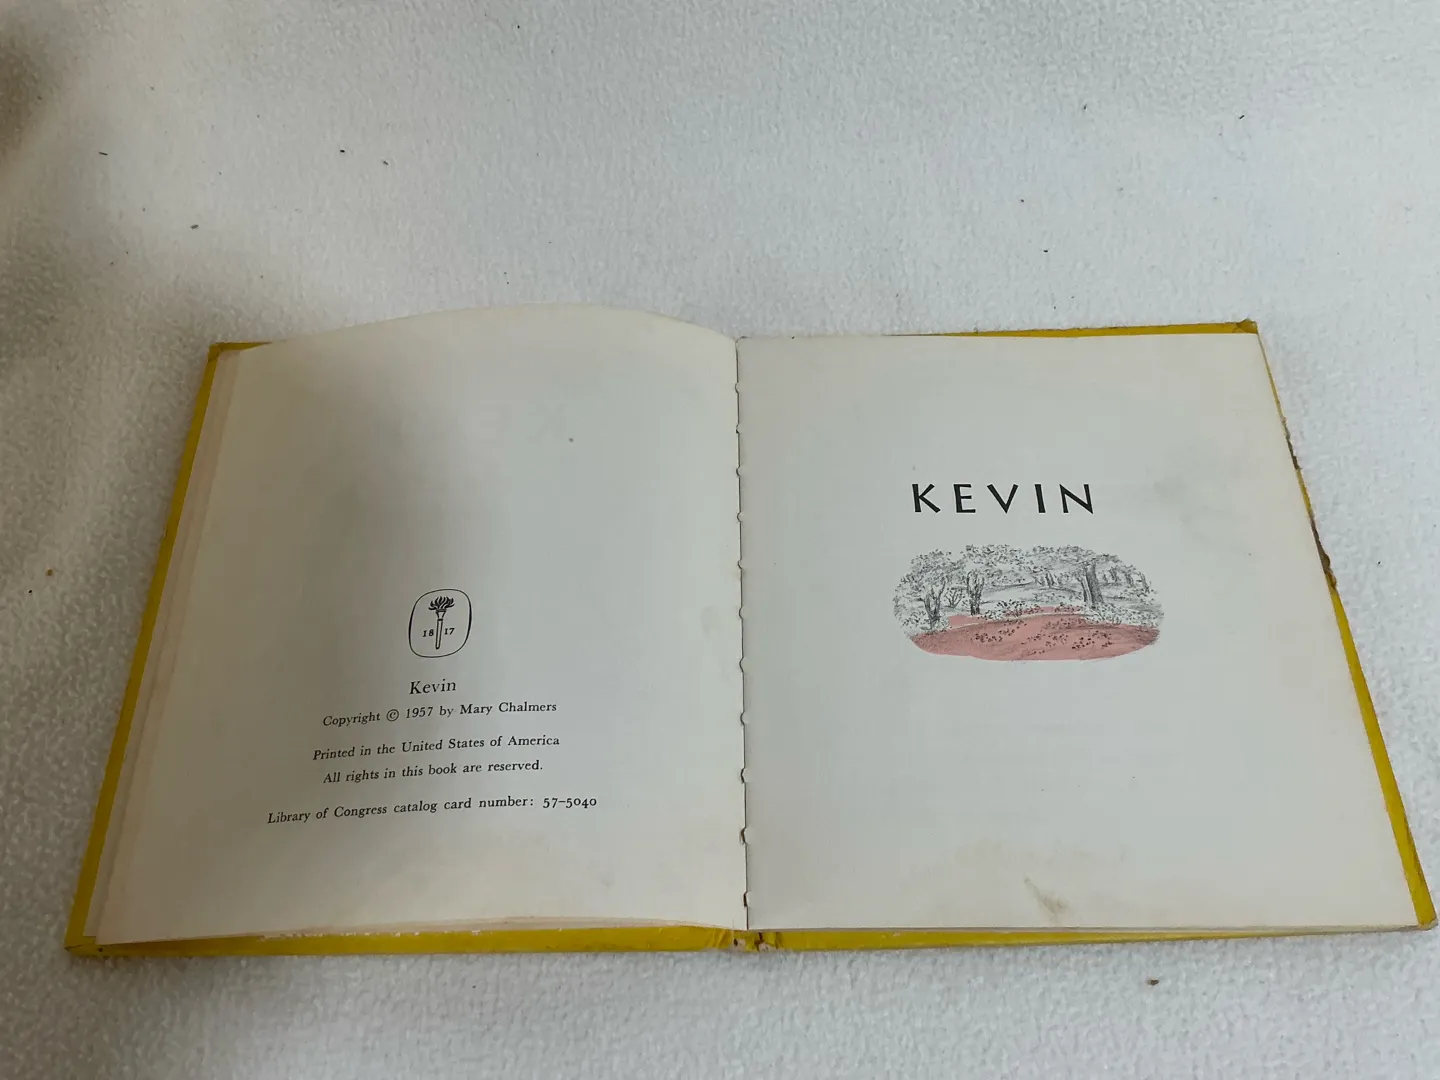 18 17
Kevin
Copyright © 1957 by Mary Chalmers
Printed in the United States of America
All rights in this book are reserved.
Library of Congress catalog card number: 57-5040
KEVIN